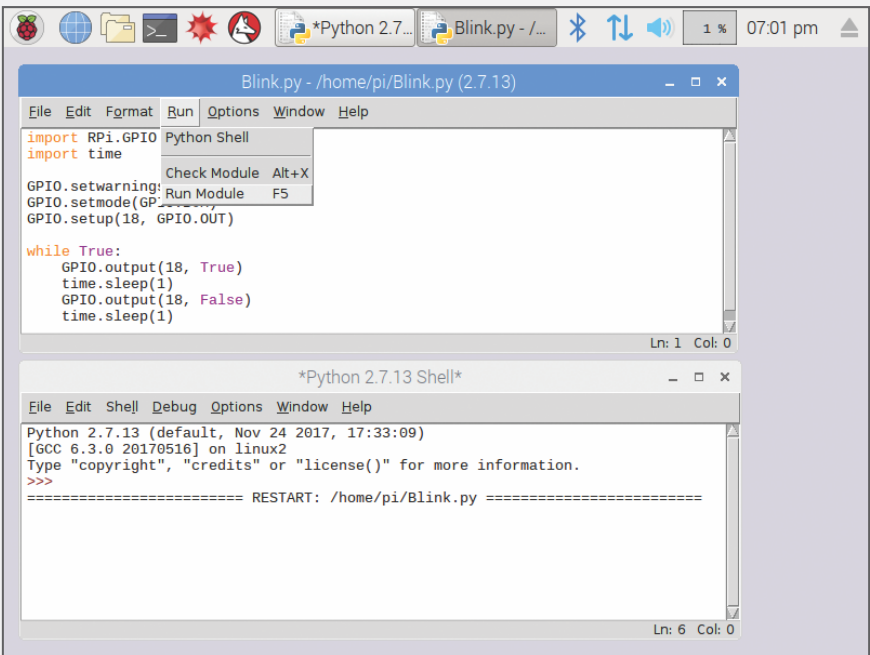 *Python 2.7... Blink.py - /... 1 % 07:01 pm
Blink.py - /home/pi/Blink.py (2.7.13)
File Edit Format Run Options Window Help
import RPi.GPIO
import time
Python Shell
Check Module Alt+X
Run Module F5
GPIO.setwarnings
GPIO.setmode(GP
GPIO.setup(18, GPIO.OUT)
while True:
    GPIO.output(18, True)
    time.sleep(1)
    GPIO.output(18, False)
    time.sleep(1)
Ln: 1 Col: 0
*Python 2.7.13 Shell*
File Edit Shell Debug Options Window Help
Python 2.7.13 (default, Nov 24 2017, 17:33:09)
[GCC 6.3.0 20170516] on linux2
Type "copyright", "credits" or "license()" for more information.
>>>
========================= RESTART: /home/pi/Blink.py =========================
Ln: 6 Col: 0